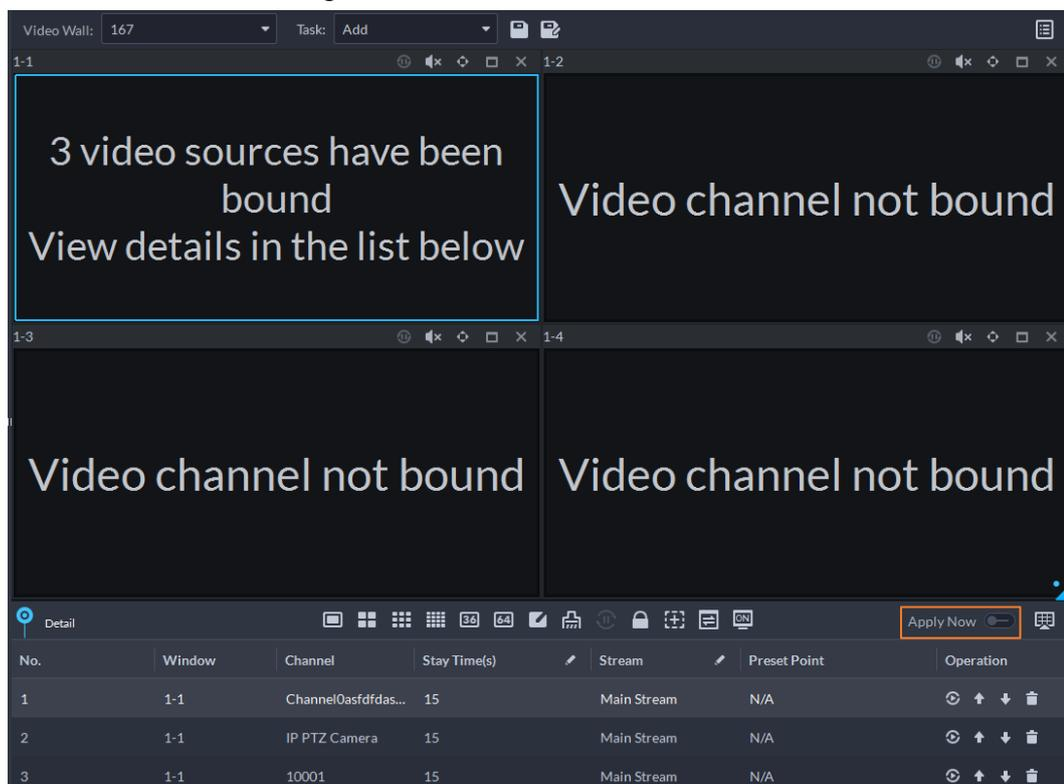 Video Wall: 167 Task: Add
1-1 1-2
3 video sources have been
bound
View details in the list below
Video channel not bound
1-3 1-4
Video channel not bound
Video channel not bound
Detail 36 64 ON Apply Now
No. Window Channel Stay Time(s) Stream Preset Point Operation
1 1-1 Channel0asfdfdas... 15 Main Stream N/A
2 1-1 IP PTZ Camera 15 Main Stream N/A
3 1-1 10001 15 Main Stream N/A